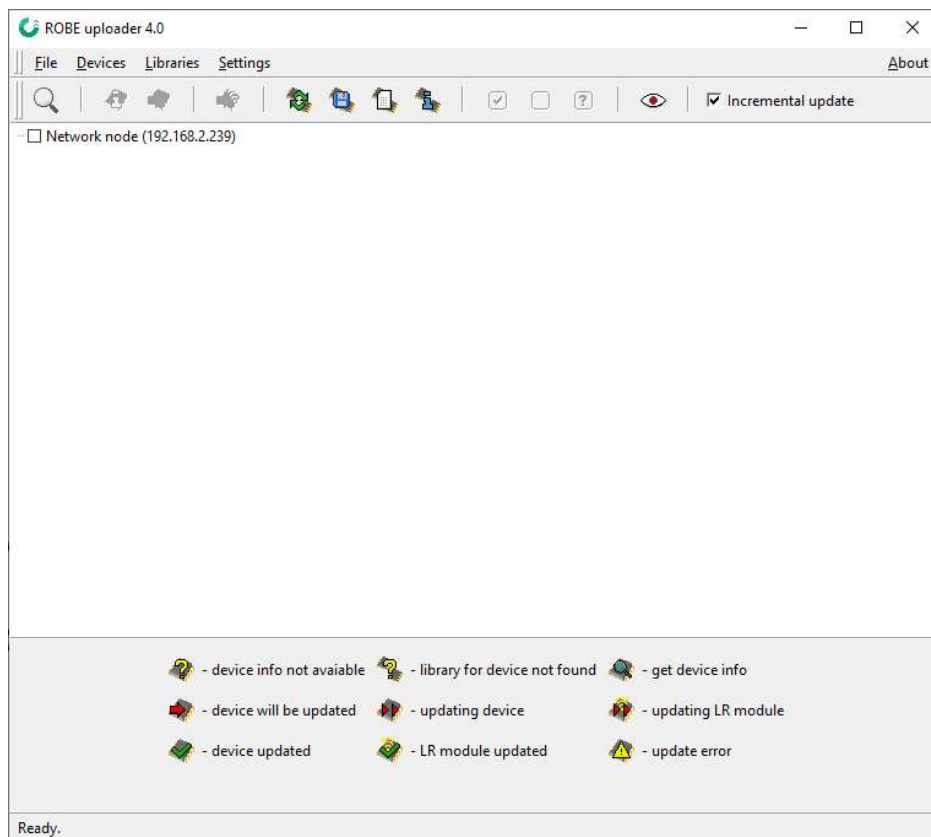 ROBE uploader 4.0
File Devices Libraries Settings About
Incremental update
Network node (192.168.2.239)
- device info not avaiable - library for device not found - get device info
- device will be updated - updating device - updating LR module
- device updated - LR module updated - update error
Ready.